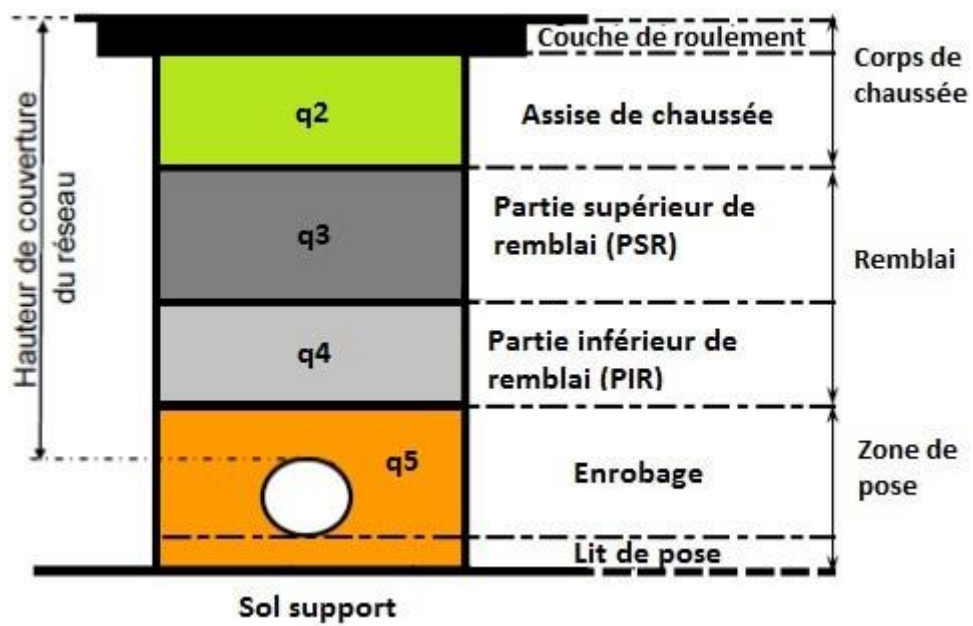 Couche de roulement
Corps de
chaussée
q2
Assise de chaussée
Hauteur de couverture
du réseau
q3
Partie supérieur de
remblai (PSR)
Remblai
q4
Partie inférieur de
remblai (PIR)
q5
Enrobage
Zone de
pose
Lit de pose
Sol support